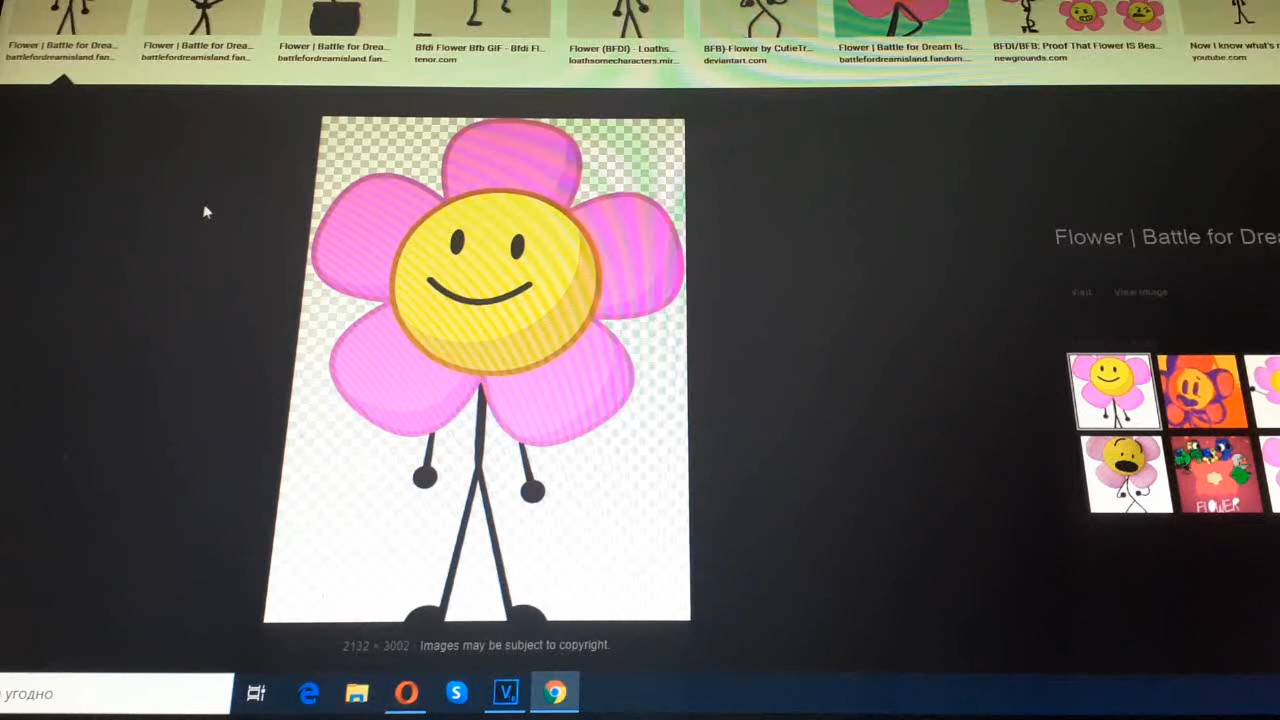 Flower | Battle for Drea...
battlefordreamisland.fan...
Flower | Battle for Drea...
battlefordreamisland.fan...
Flower | Battle for Drea...
battlefordreamisland.fan...
Bfdi Flower Bfb GIF - Bfdi Fl...
tenor.com
Flower (BFDI) - Loaths...
loathsomecharacters.mir...
BFB)-Flower by CutieTr...
deviantart.com
Flower | Battle for Dream Is...
battlefordreamisland.fandom...
BFDI/BFB: Proof That Flower IS Bea...
newgrounds.com
Now I know what's
youtube.com
Flower | Battle for Dre
Visit
View Image
FLOWER
2132 × 3002 · Images may be subject to copyright.
угодно
S
V